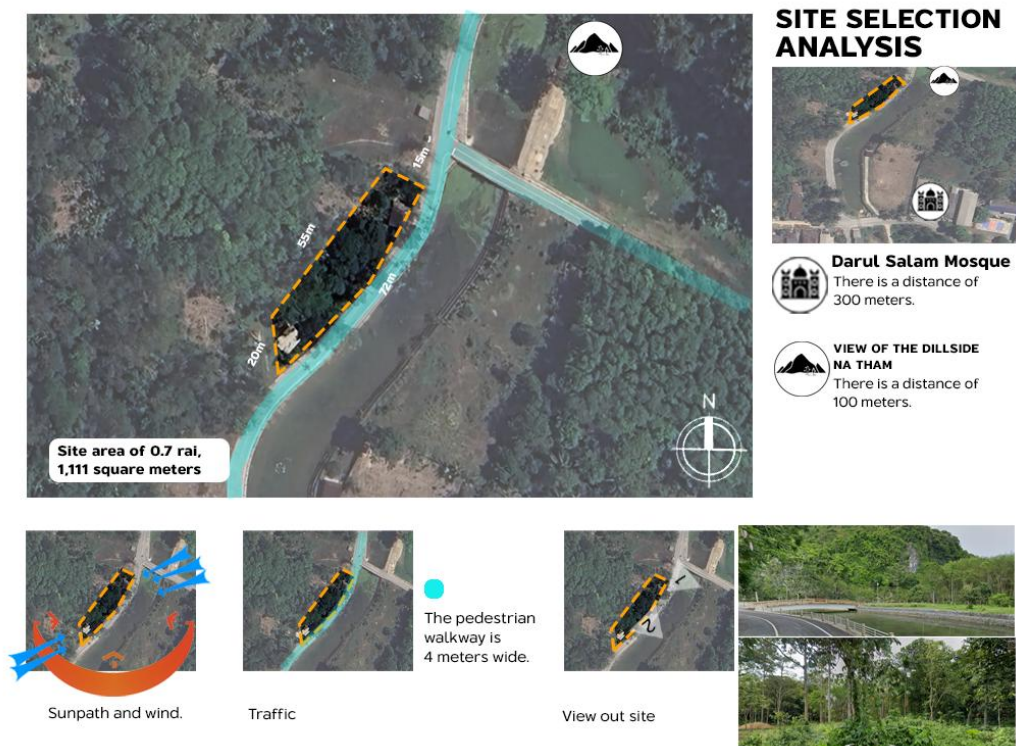 SITE SELECTION
ANALYSIS
15m
55m
72m
20m
N
Site area of 0.7 rai,
1,111 square meters
Darul Salam Mosque
There is a distance of
300 meters.
VIEW OF THE DILLSIDE
NA THAM
There is a distance of
100 meters.
Sunpath and wind.
Traffic
The pedestrian
walkway is
4 meters wide.
1
2
View out site